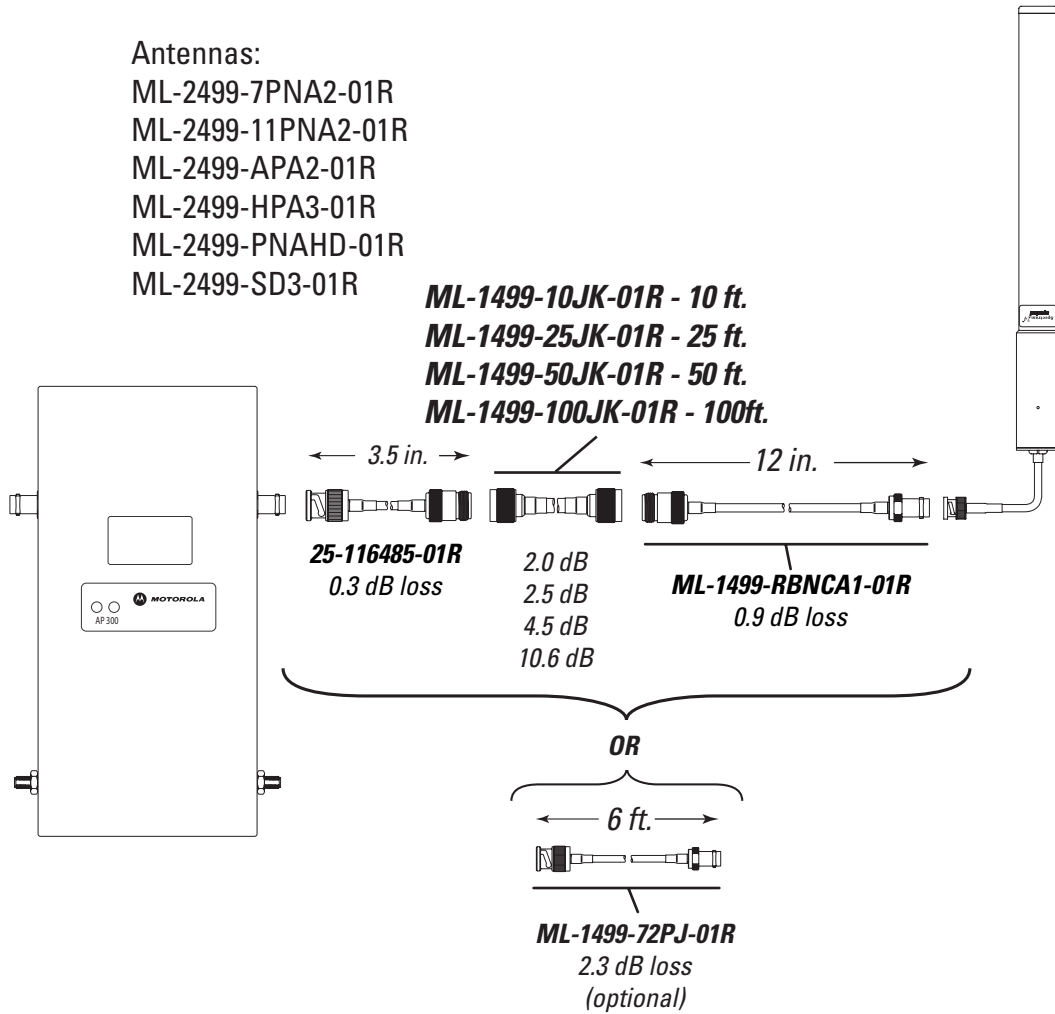 Antennas:
ML-2499-7PNA2-01R
ML-2499-11PNA2-01R
ML-2499-APA2-01R
ML-2499-HPA3-01R
ML-2499-PNAHD-01R
ML-2499-SD3-01R
ML-1499-10JK-01R - 10 ft.
ML-1499-25JK-01R - 25 ft.
ML-1499-50JK-01R - 50 ft.
ML-1499-100JK-01R - 100ft.
3.5 in.
12 in.
25-116485-01R
0.3 dB loss
2.0 dB
2.5 dB
4.5 dB
10.6 dB
ML-1499-RBNCA1-01R
0.9 dB loss
MOTOROLA
AP 300
OR
6 ft.
ML-1499-72PJ-01R
2.3 dB loss
(optional)